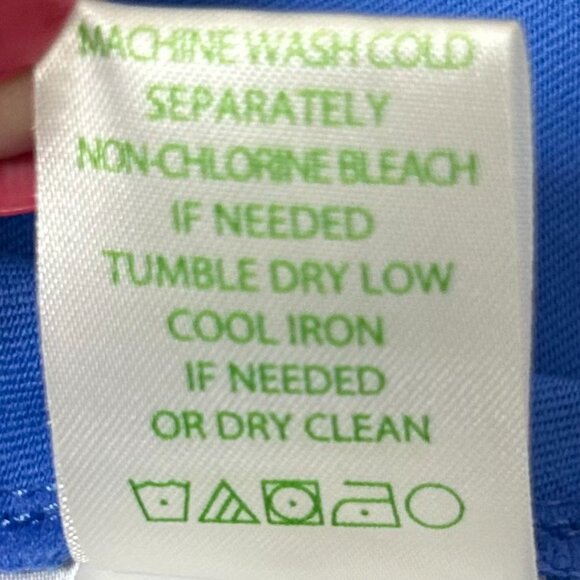 MACHINE WASH COLD
SEPARATELY
NON-CHLORINE BLEACH
IF NEEDED
TUMBLE DRY LOW
COOL IRON
IF NEEDED
OR DRY CLEAN